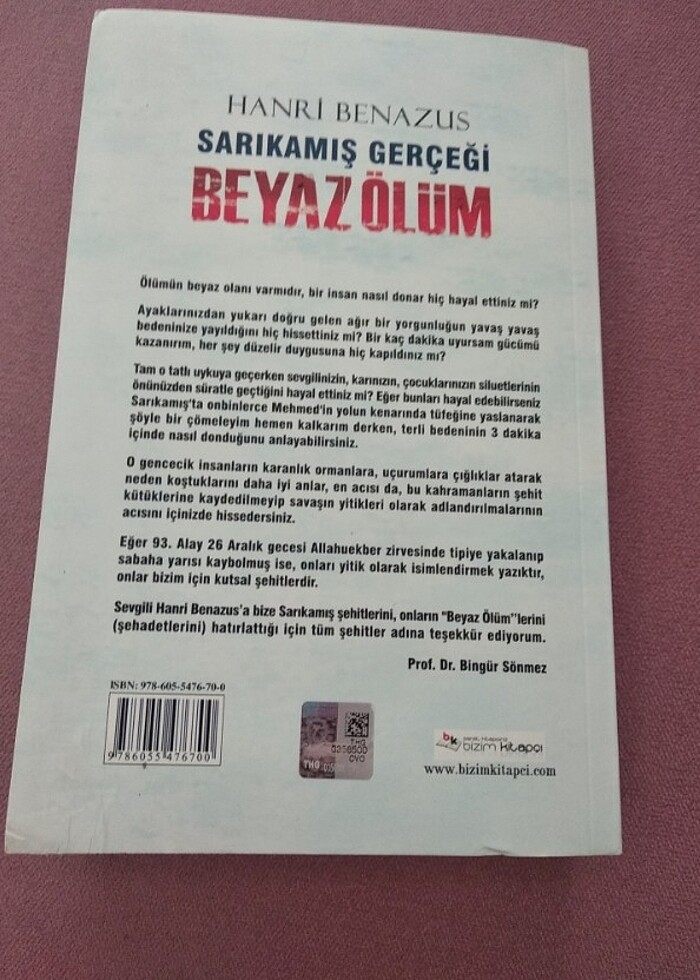 HANRİ BENAZUS
SARIKAMIŞ GERÇEĞİ
BEYAZ ÖLÜM
Ölümün beyaz olanı varmıdır, bir insan nasıl donar hiç hayal ettiniz mi?
Ayaklarınızdan yukarı doğru gelen ağır bir yorgunluğun yavaş yavaş
bedeninize yayıldığını hiç hissettiniz mi? Bir kaç dakika uyursam gücümü
kazanırım, her şey düzelir duygusuna hiç kapıldınız mı?
Tam o tatlı uykuya geçerken sevgilinizin, karınızın, çocuklarınızın siluetlerinin
önünüzden süratle geçtiğini hayal ettiniz mi? Eğer bunları hayal edebilirseniz
Sarıkamış'ta onbinlerce Mehmed'in yolun kenarında tüfeğine yaslanarak
şöyle bir çömeleyim hemen kalkarım derken, terli bedeninin 3 dakika
içinde nasıl donduğunu anlayabilirsiniz.
O gencecik insanların karanlık ormanlara, uçurumlara çığlıklar atarak
neden koştuklarını daha iyi anlar, en acısı da, bu kahramanların şehit
kütüklerine kaydedilmeyip savaşın yitikleri olarak adlandırılmalarının
acısını içinizde hissedersiniz.
Eğer 93. Alay 26 Aralık gecesi Allahuekber zirvesinde tipiye yakalanıp
sabaha yarısı kaybolmuş ise, onları yitik olarak isimlendirmek yazıktır,
onlar bizim için kutsal şehitlerdir.
Sevgili Hanri Benazus'a bize Sarıkamış şehitlerini, onların "Beyaz Ölüm"lerini
(şehadetlerini) hatırlattığı için tüm şehitler adına teşekkür ediyorum.
Prof. Dr. Bingür Sönmez
ISBN: 978-605-5476-70-0
9 786055 476700
THG
CVO
THG
bk
bizim kitapçı
www.bizimkitapci.com